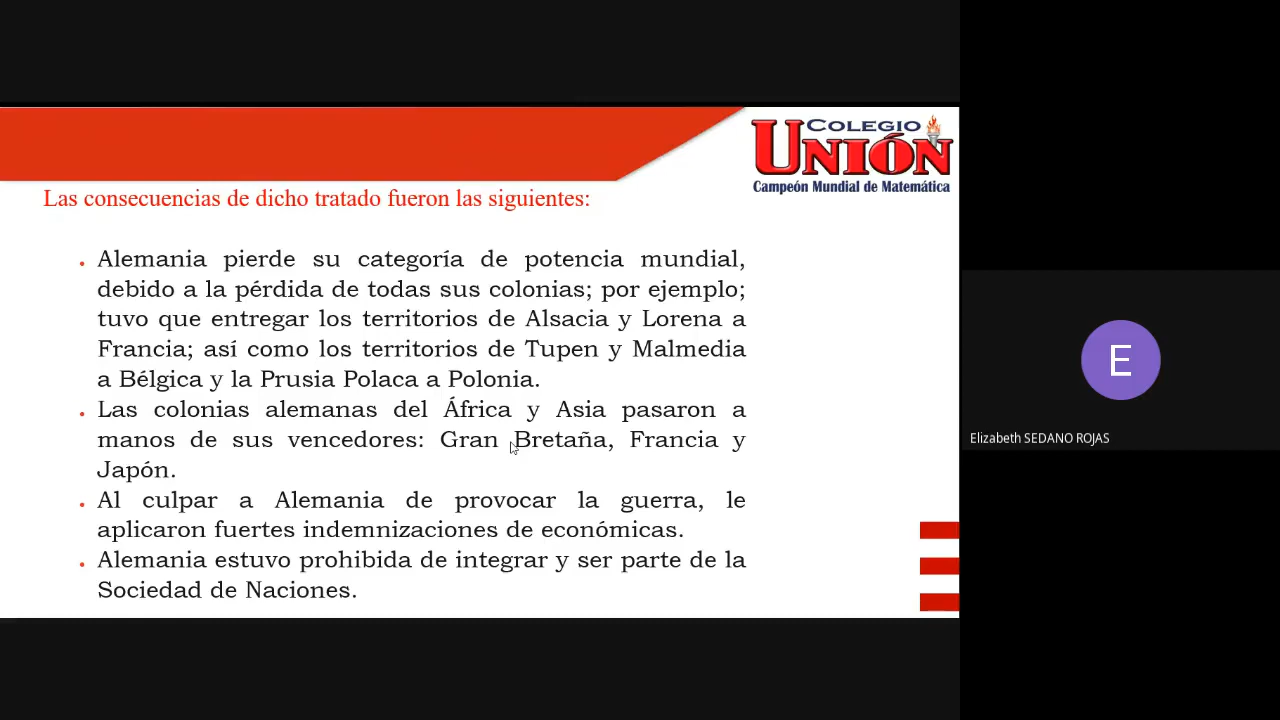 COLEGIO
UNIÓN
Campeón Mundial de Matemática
Las consecuencias de dicho tratado fueron las siguientes:
• Alemania pierde su categoría de potencia mundial,
debido a la pérdida de todas sus colonias; por ejemplo;
tuvo que entregar los territorios de Alsacia y Lorena a
Francia; así como los territorios de Tupen y Malmedia
a Bélgica y la Prusia Polaca a Polonia.
• Las colonias alemanas del África y Asia pasaron a
manos de sus vencedores: Gran Bretaña, Francia y
Japón.
• Al culpar a Alemania de provocar la guerra, le
aplicaron fuertes indemnizaciones de económicas.
• Alemania estuvo prohibida de integrar y ser parte de la
Sociedad de Naciones.
E
Elizabeth SEDANO ROJAS